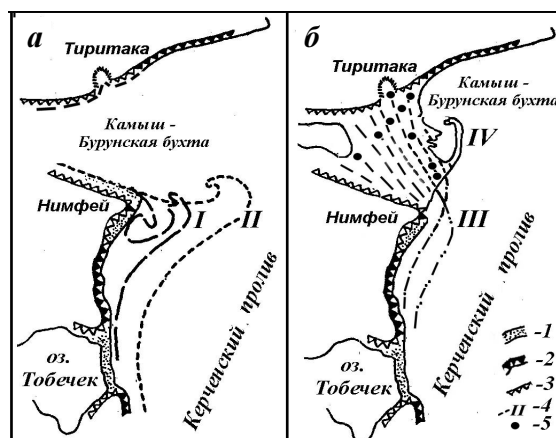 а
Тиритака
Камыш -
Бурунская бухта
Нимфей
I
II
Керченский пролив
оз.
Тобечек
б
Тиритака
Камыш -
Бурунская бухта
IV
Нимфей
III
Керченский пролив
оз.
Тобечек
-1
-2
-3
II -4
-5